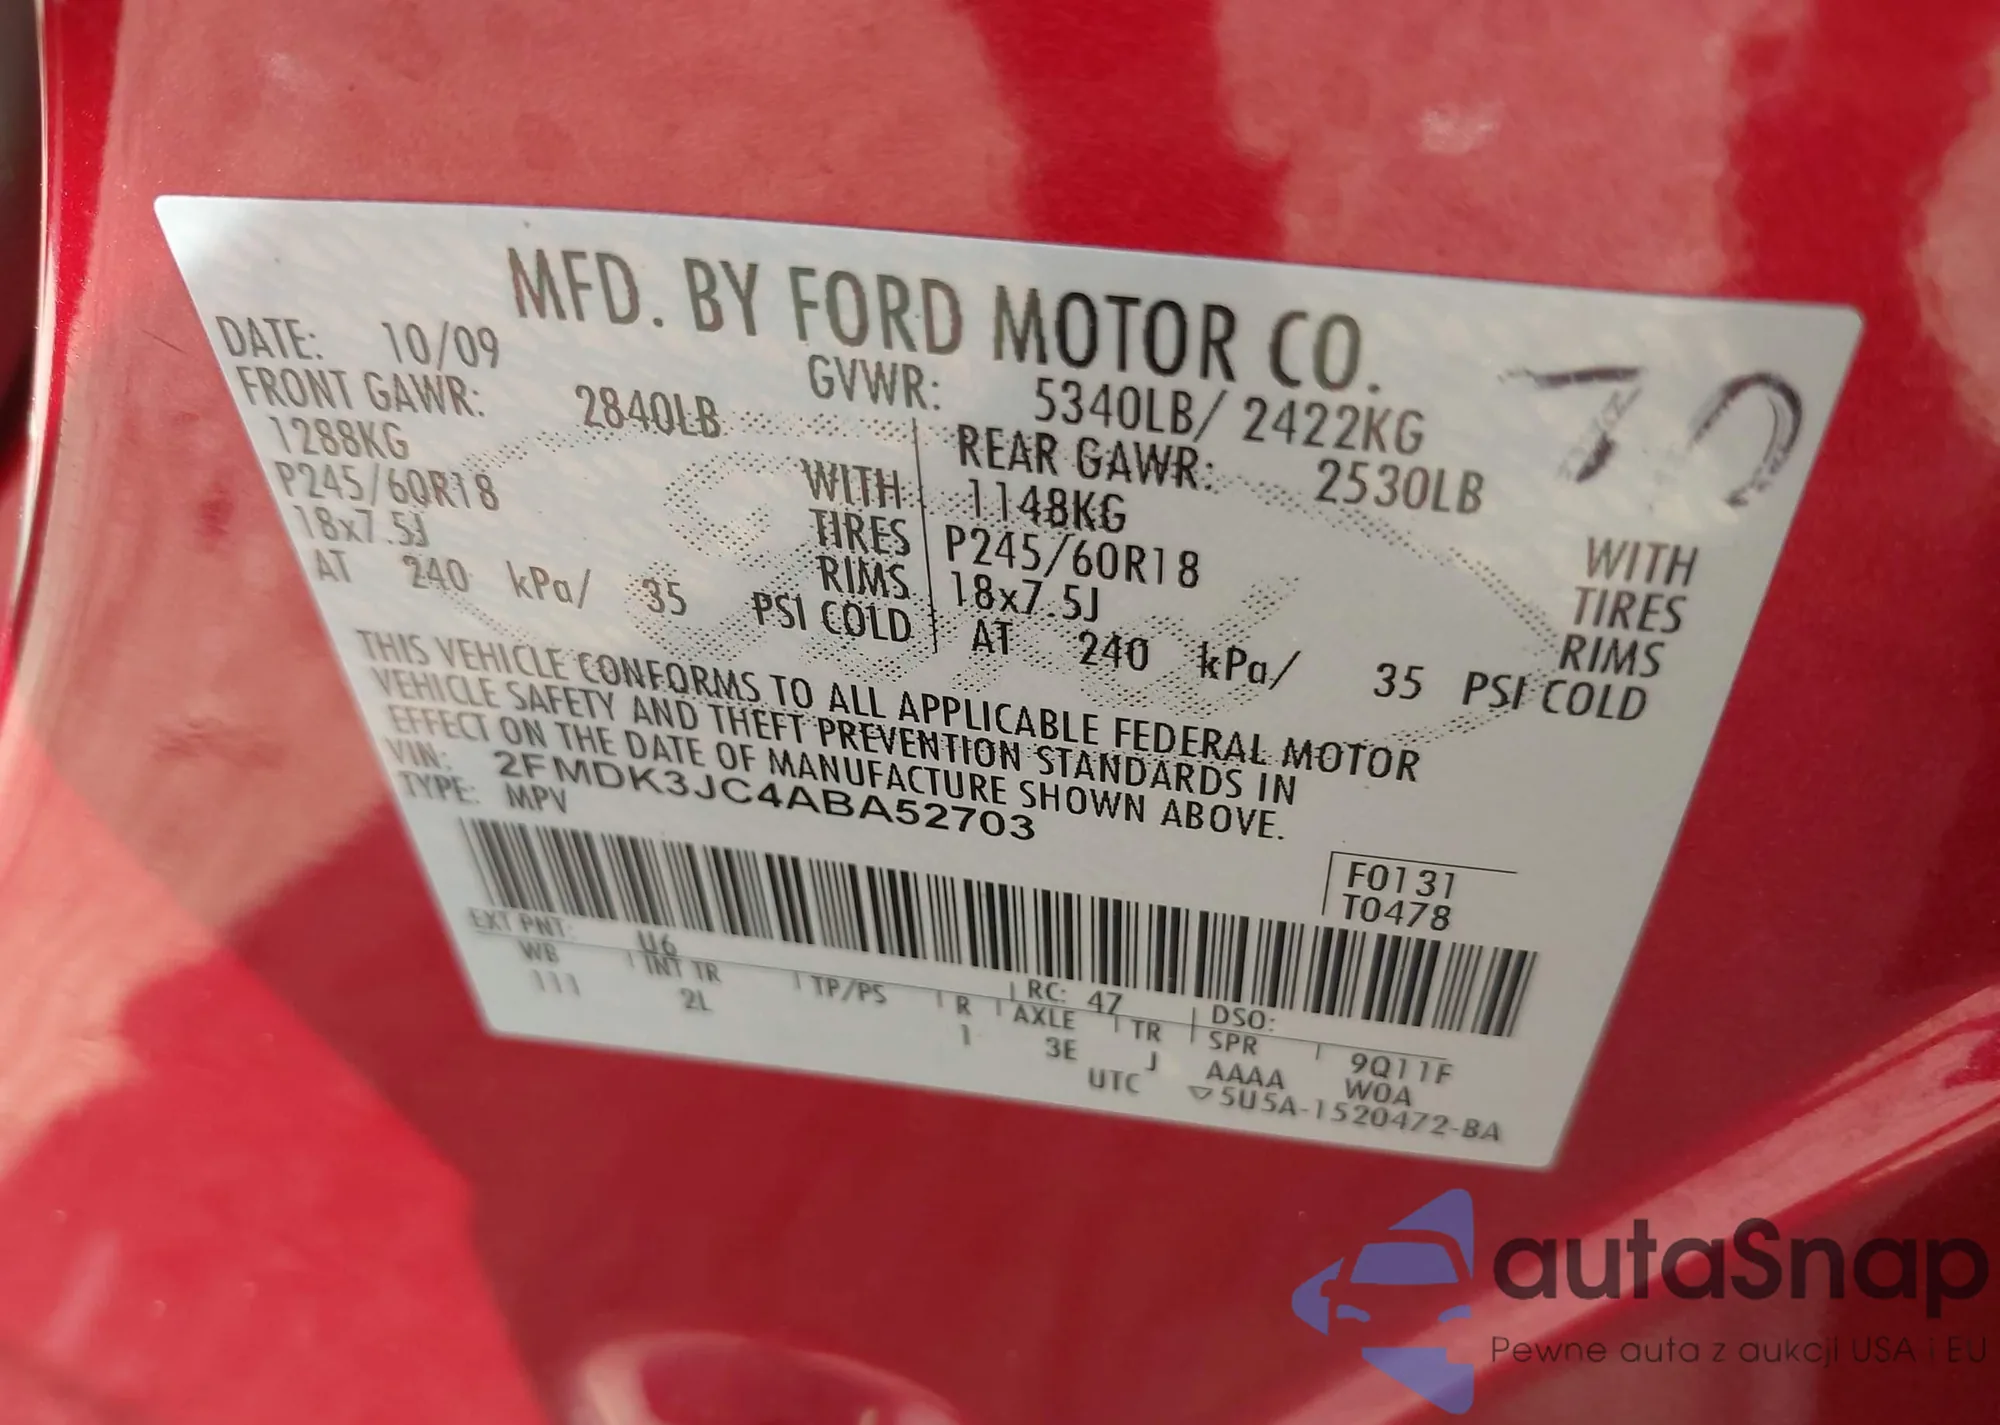 MFD. BY FORD MOTOR CO.
DATE: 10/09 GVWR: 5340LB/ 2422KG
FRONT GAWR: 2840LB REAR GAWR: 2530LB
1288KG WITH 1148KG WITH
P245/60R18 TIRES P245/60R18 TIRES
18x7.5J RIMS 18x7.5J RIMS
AT 240 kPa/ 35 PSI COLD AT 240 kPa/ 35 PSI COLD
THIS VEHICLE CONFORMS TO ALL APPLICABLE FEDERAL MOTOR
VEHICLE SAFETY AND THEFT PREVENTION STANDARDS IN
EFFECT ON THE DATE OF MANUFACTURE SHOWN ABOVE.
VIN: 2FMDK3JC4ABA52703
TYPE: MPV
F0131
T0478
EXT PNT: U6 RC: 47 DSO:
WB INT TR TP/PS R AXLE TR SPR 9Q11F
111 2L 1 3E J AAAA W0A
UTC ▽5U5A-1520472-BA
autaSnap
Pewne auta z aukcji USA i EU